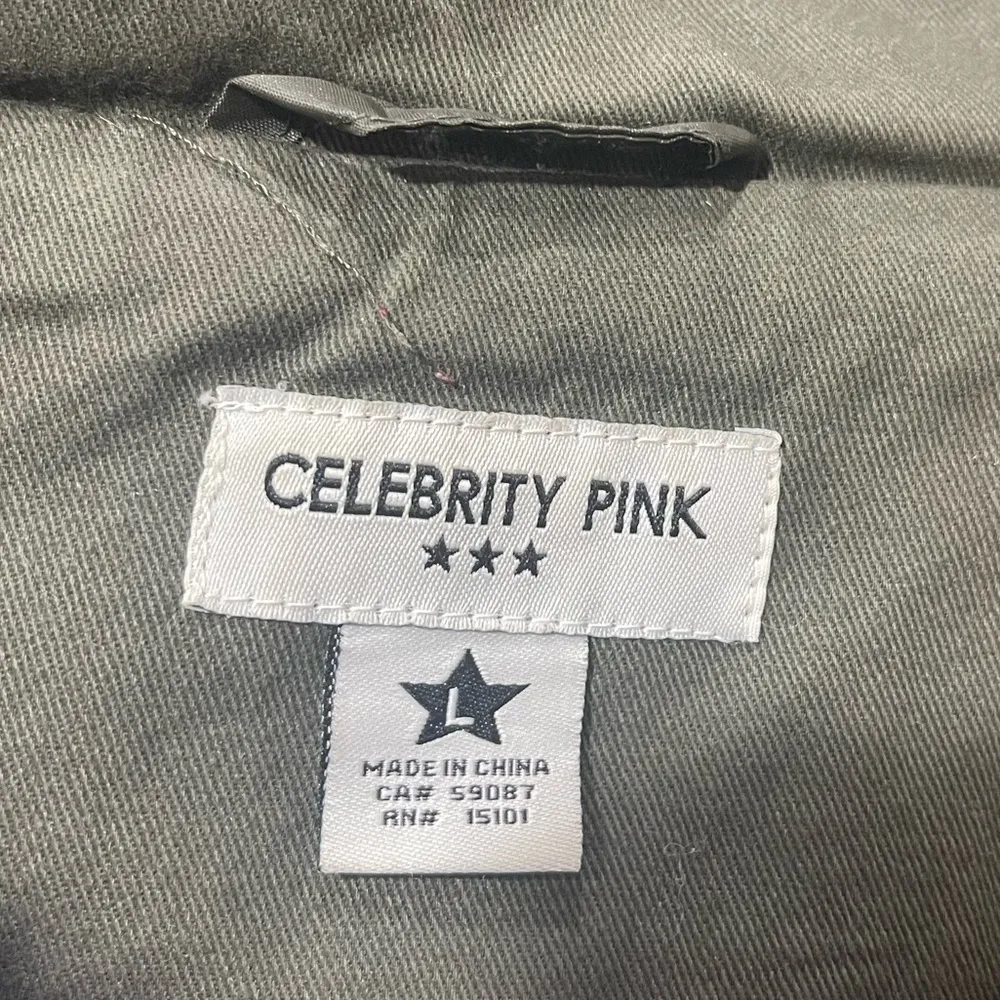 CELEBRITY PINK
L
MADE IN CHINA
CA# 59087
RN# 15101